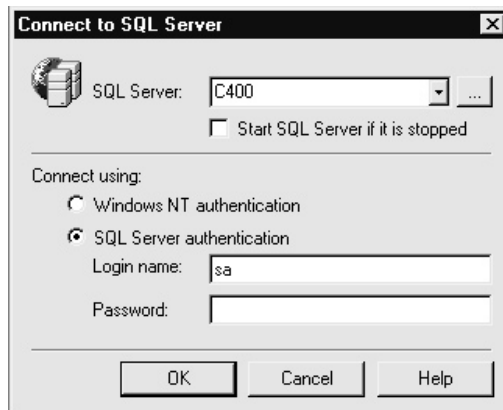 Connect to SQL Server
SQL Server: C400 ...
Start SQL Server if it is stopped
Connect using:
Windows NT authentication
SQL Server authentication
Login name: sa
Password:
OK Cancel Help